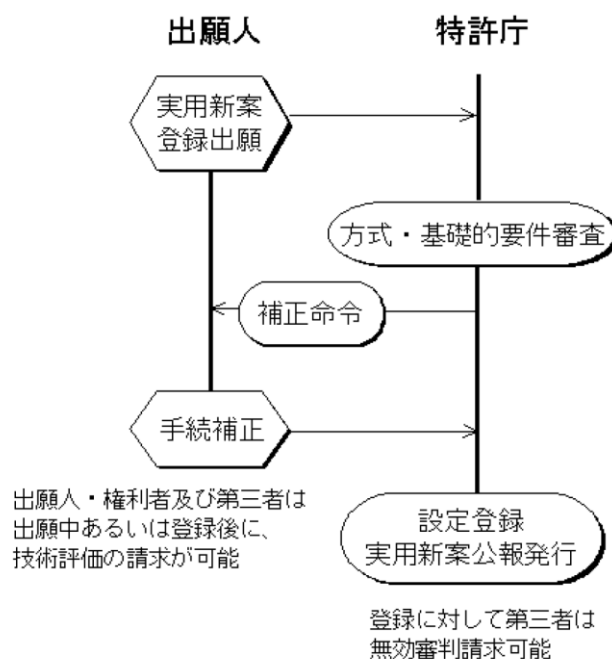 出願人
特許庁
実用新案
登録出願
方式・基礎的要件審査
補正命令
手続補正
出願人・権利者及び第三者は
出願中あるいは登録後に、
技術評価の請求が可能
設定登録
実用新案公報発行
登録に対して第三者は
無効審判請求可能